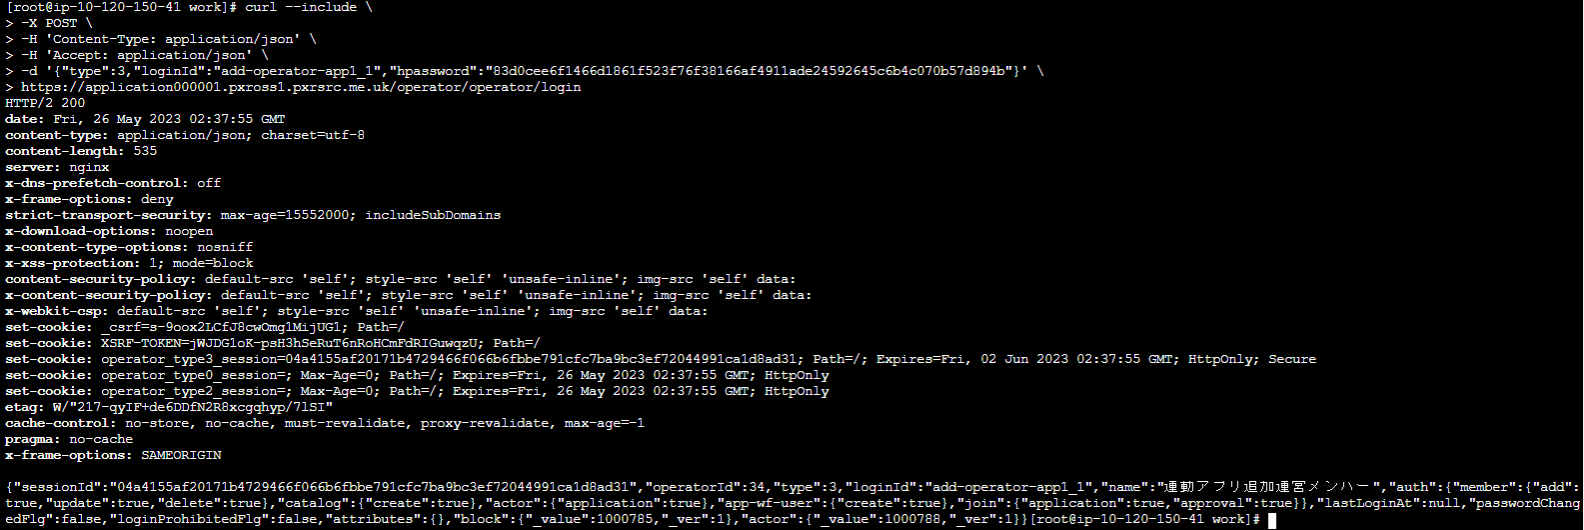 [root@ip-10-120-150-41 work]# curl --include \
> -X POST \
> -H 'Content-Type: application/json' \
> -H 'Accept: application/json' \
> -d '{"type":3,"loginId":"add-operator-app1_1","hpassword":"83d0cee6f1466d1861f523f76f38166af4911ade24592645c6b4c070b57d894b"}' \
> https://application000001.pxross1.pxrsrc.me.uk/operator/operator/login
HTTP/2 200
date: Fri, 26 May 2023 02:37:55 GMT
content-type: application/json; charset=utf-8
content-length: 535
server: nginx
x-dns-prefetch-control: off
x-frame-options: deny
strict-transport-security: max-age=15552000; includeSubDomains
x-download-options: noopen
x-content-type-options: nosniff
x-xss-protection: 1; mode=block
content-security-policy: default-src 'self'; style-src 'self' 'unsafe-inline'; img-src 'self' data:
x-content-security-policy: default-src 'self'; style-src 'self' 'unsafe-inline'; img-src 'self' data:
x-webkit-csp: default-src 'self'; style-src 'self' 'unsafe-inline'; img-src 'self' data:
set-cookie: _csrf=s-9oox2LCfJ8cwOmg1MijUG1; Path=/
set-cookie: XSRF-TOKEN=jWJDG1oK-psH3hSeRuT6nRoHCmFdRIGuwqzU; Path=/
set-cookie: operator_type3_session=04a4155af20171b4729466f066b6fbbe791cfc7ba9bc3ef72044991ca1d8ad31; Path=/; Expires=Fri, 02 Jun 2023 02:37:55 GMT; HttpOnly; Secure
set-cookie: operator_type0_session=; Max-Age=0; Path=/; Expires=Fri, 26 May 2023 02:37:55 GMT; HttpOnly
set-cookie: operator_type2_session=; Max-Age=0; Path=/; Expires=Fri, 26 May 2023 02:37:55 GMT; HttpOnly
etag: W/"217-qyIF+de6DDfN2R8xcgqhyp/7lSI"
cache-control: no-store, no-cache, must-revalidate, proxy-revalidate, max-age=-1
pragma: no-cache
x-frame-options: SAMEORIGIN
{"sessionId":"04a4155af20171b4729466f066b6fbbe791cfc7ba9bc3ef72044991ca1d8ad31","operatorId":34,"type":3,"loginId":"add-operator-app1_1","name":"運動アプリ追加運営メンバー","auth":{"member":{"add":
true,"update":true,"delete":true},"catalog":{"create":true},"actor":{"application":true},"app-wf-user":{"create":true},"join":{"application":true,"approval":true}},"lastLoginAt":null,"passwordChang
edFlg":false,"loginProhibitedFlg":false,"attributes":{},"block":{"_value":1000785,"_ver":1},"actor":{"_value":1000788,"_ver":1}}[root@ip-10-120-150-41 work]#